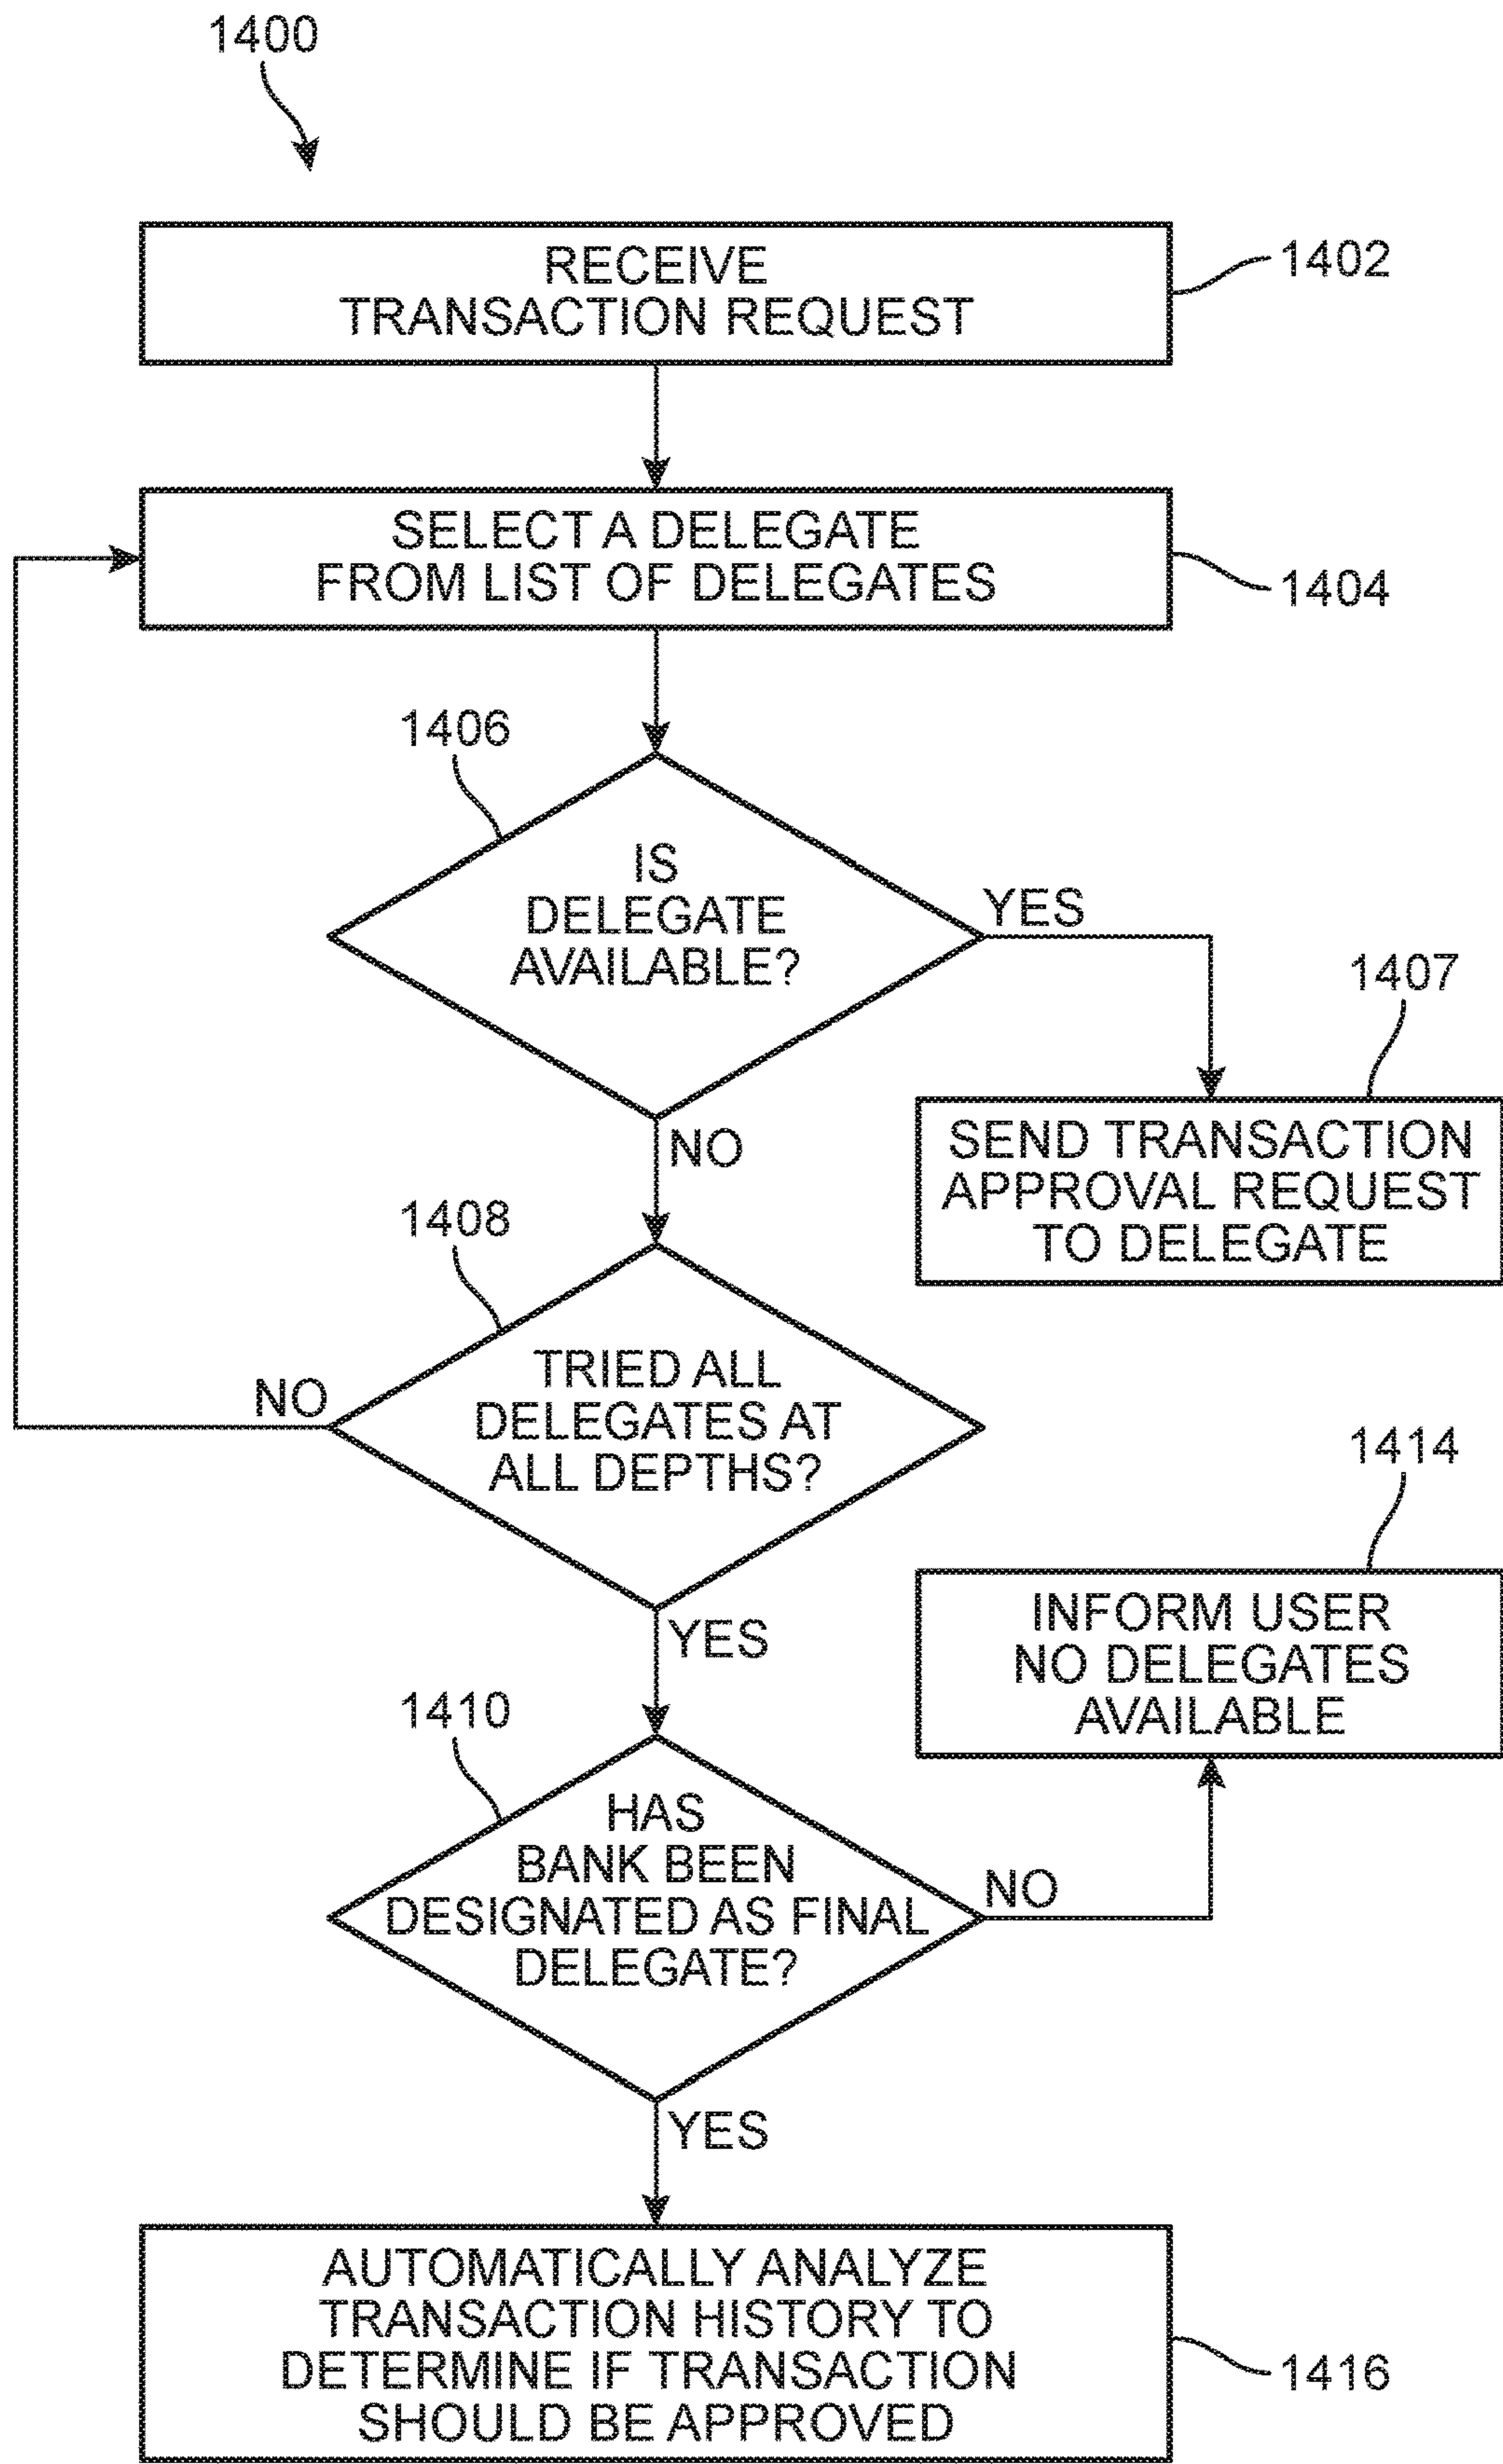 1400
RECEIVE
TRANSACTION REQUEST
1402
SELECT A DELEGATE
FROM LIST OF DELEGATES
1404
1406
IS
DELEGATE
AVAILABLE?
YES
1407
SEND TRANSACTION
APPROVAL REQUEST
TO DELEGATE
NO
1408
TRIED ALL
DELEGATES AT
ALL DEPTHS?
NO
1414
INFORM USER
NO DELEGATES
AVAILABLE
YES
1410
HAS
BANK BEEN
DESIGNATED AS FINAL
DELEGATE?
NO
YES
AUTOMATICALLY ANALYZE
TRANSACTION HISTORY TO
DETERMINE IF TRANSACTION
SHOULD BE APPROVED
1416